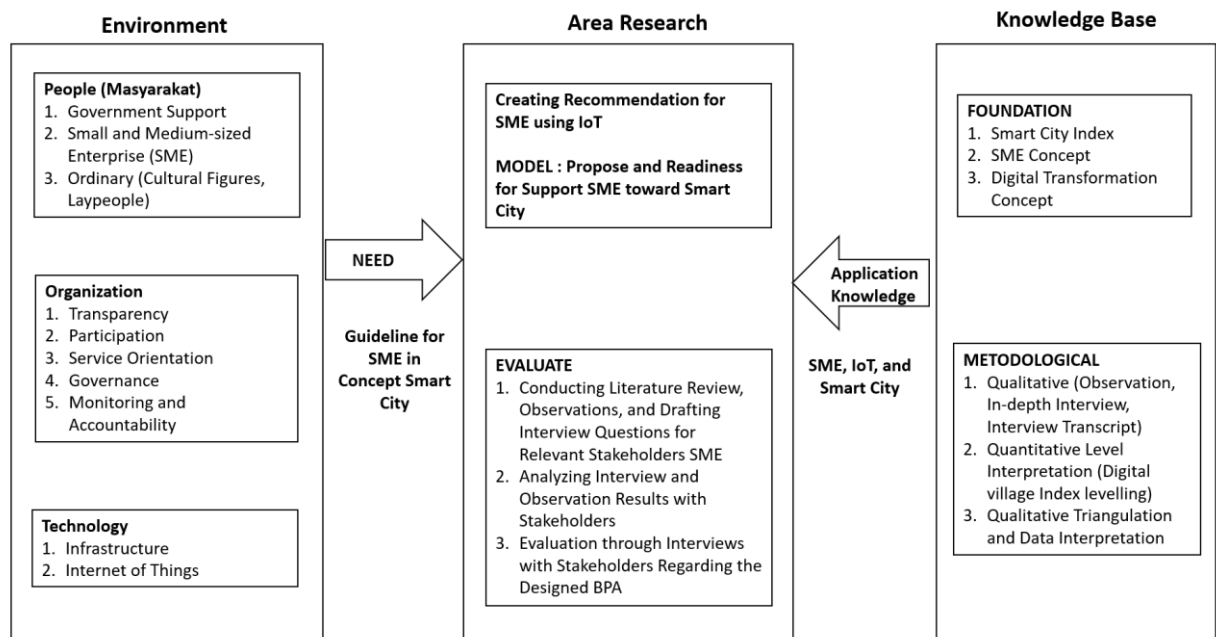 Environment
People (Masyarakat)
1. Government Support
2. Small and Medium-sized
Enterprise (SME)
3. Ordinary (Cultural Figures,
Laypeople)
Organization
1. Transparency
2. Participation
3. Service Orientation
4. Governance
5. Monitoring and
Accountability
Technology
1. Infrastructure
2. Internet of Things
NEED
Guideline for
SME in
Concept Smart
City
Area Research
Creating Recommendation for
SME using IoT
MODEL : Propose and Readiness
for Support SME toward Smart
City
EVALUATE
1. Conducting Literature Review,
Observations, and Drafting
Interview Questions for
Relevant Stakeholders SME
2. Analyzing Interview and
Observation Results with
Stakeholders
3. Evaluation through Interviews
with Stakeholders Regarding the
Designed BPA
Application
Knowledge
SME, IoT, and
Smart City
Knowledge Base
FOUNDATION
1. Smart City Index
2. SME Concept
3. Digital Transformation
Concept
METODOLOGICAL
1. Qualitative (Observation,
In-depth Interview,
Interview Transcript)
2. Quantitative Level
Interpretation (Digital
village Index levelling)
3. Qualitative Triangulation
and Data Interpretation